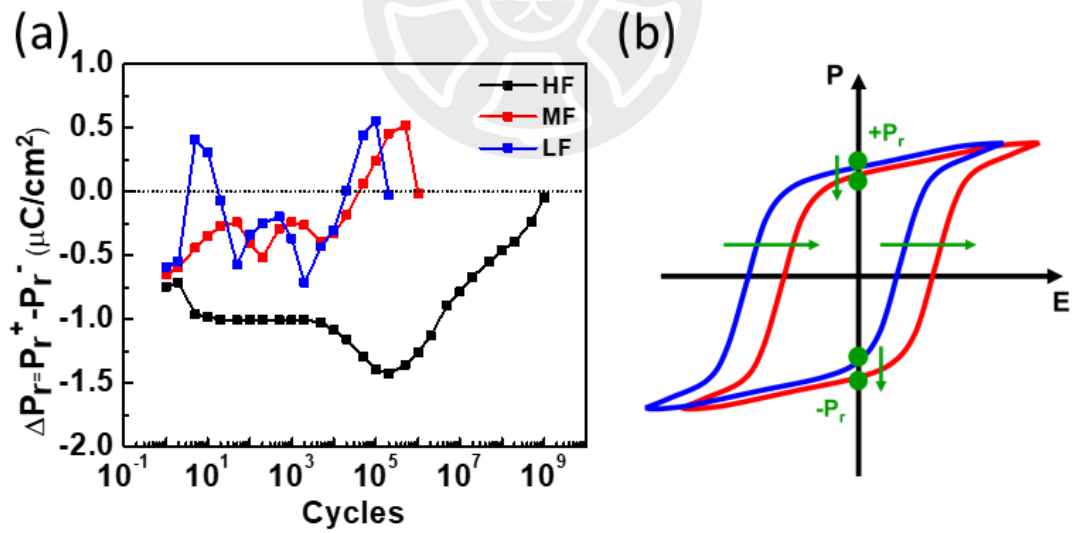 (a)
1.0
0.5
0.0
-0.5
-1.0
-1.5
-2.0
ΔPr=Pr⁺-Pr⁻ (μC/cm²)
HF
MF
LF
10⁻¹ 10¹ 10³ 10⁵ 10⁷ 10⁹
Cycles
(b)
P
+Pᵣ
E
-Pᵣ